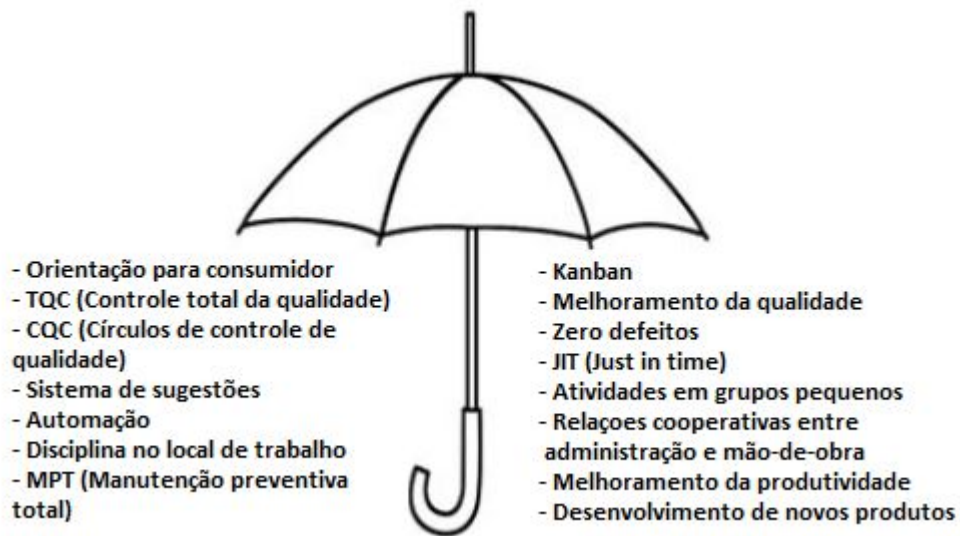 - Orientação para consumidor
- TQC (Controle total da qualidade)
- CQC (Círculos de controle de
qualidade)
- Sistema de sugestões
- Automação
- Disciplina no local de trabalho
- MPT (Manutenção preventiva
total)
- Kanban
- Melhoramento da qualidade
- Zero defeitos
- JIT (Just in time)
- Atividades em grupos pequenos
- Relaçoes cooperativas entre
administração e mão-de-obra
- Melhoramento da produtividade
- Desenvolvimento de novos produtos